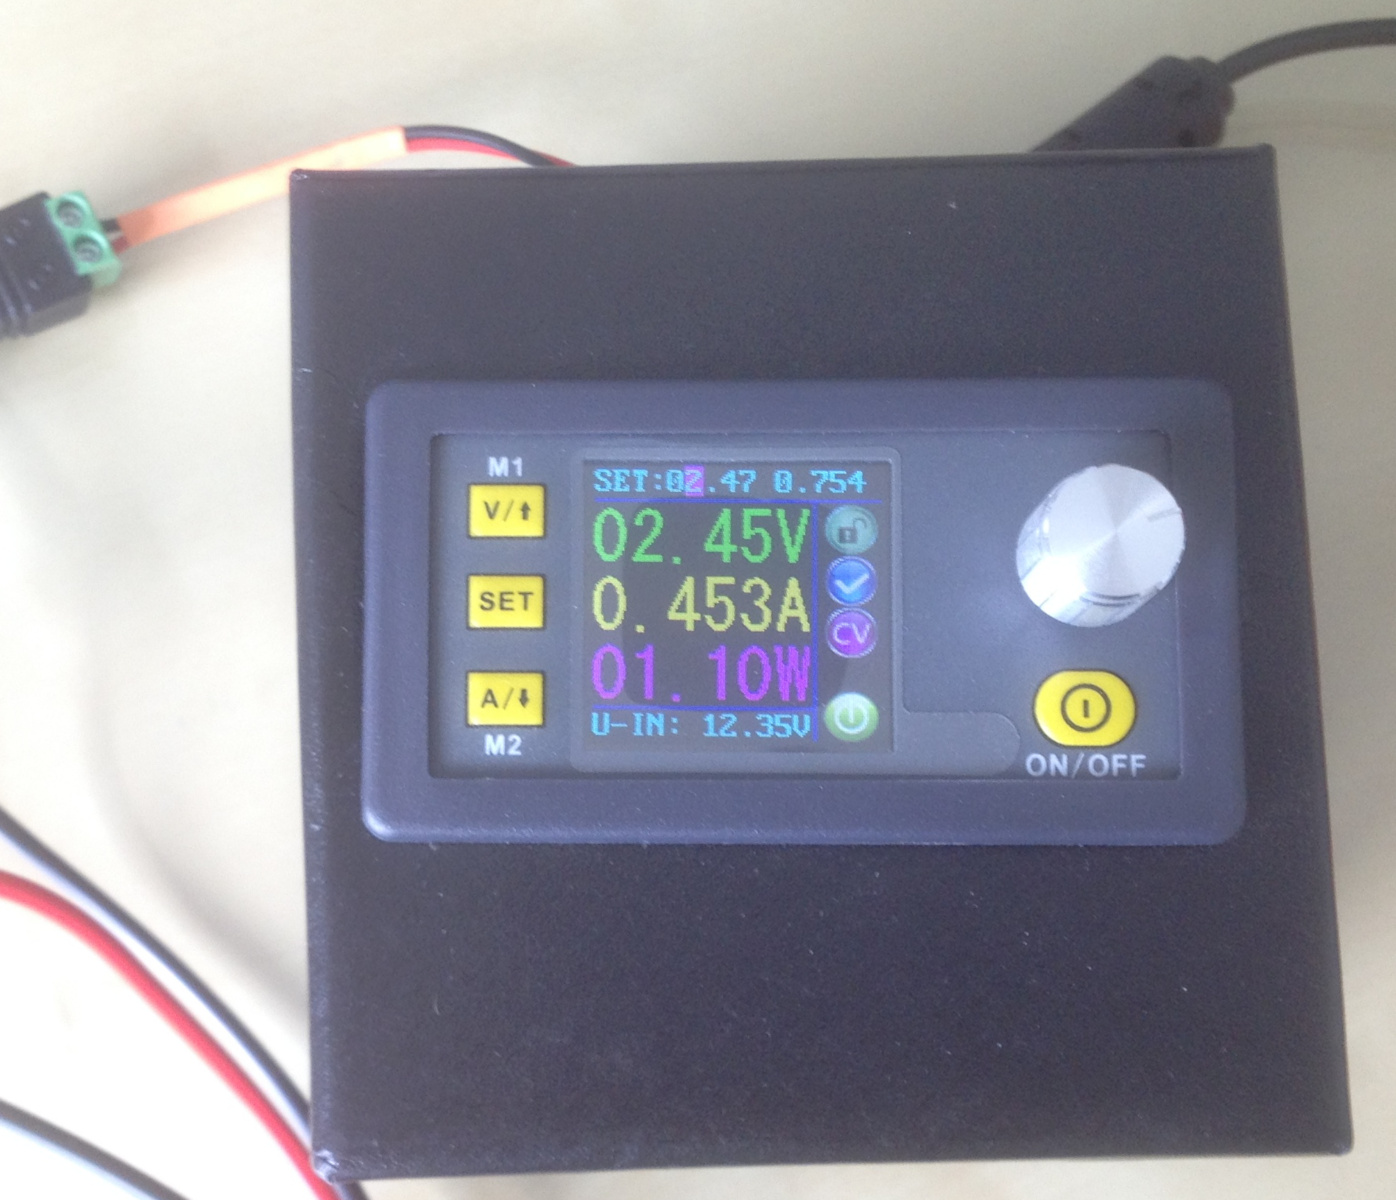 M1
V/⬆
SET
A/⬇
M2
SET:02.47 0.754
02.45V
0.453A
01.10W
U-IN: 12.35V
CV
ON/OFF